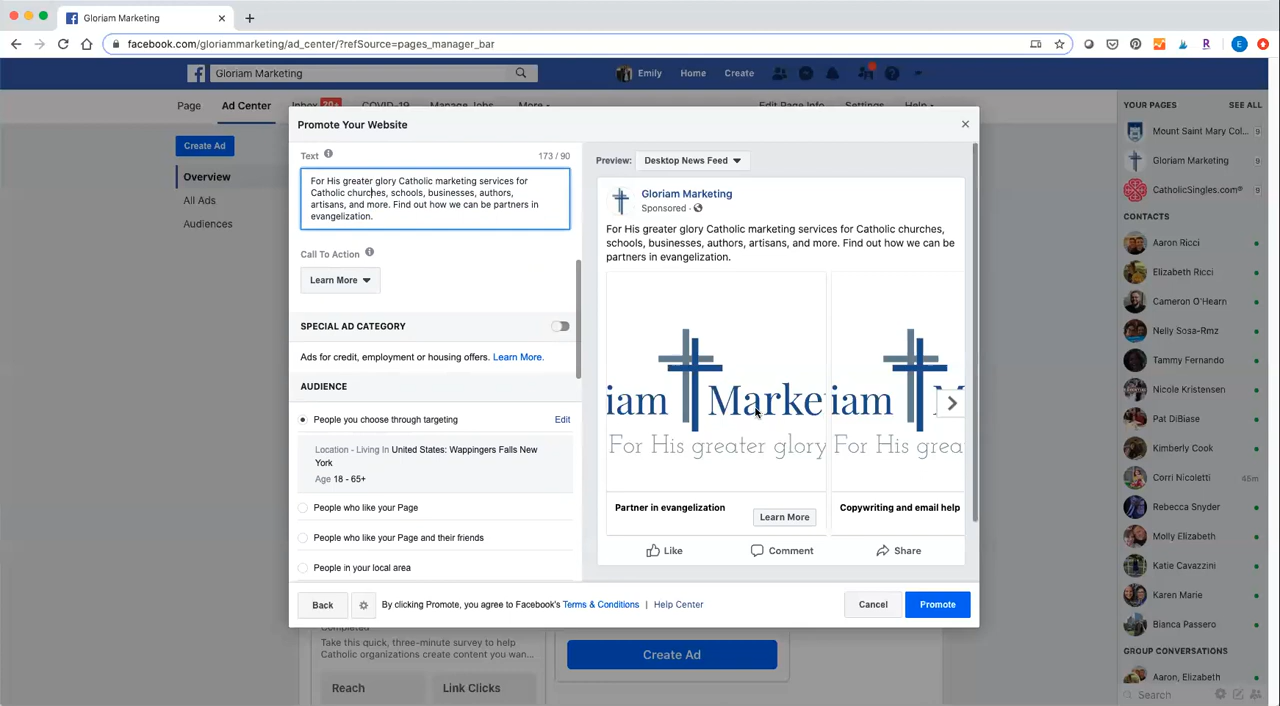 Gloriam Marketing
facebook.com/gloriammarketing/ad_center/?refSource=pages_manager_bar
R
E
Gloriam Marketing
Emily Home Create
Page Ad Center Inbox 20+ COVID-19 Manage Jobs More Edit Page Info Settings Help
Create Ad
Overview
All Ads
Audiences
Promote Your Website
Text
173 / 90
For His greater glory Catholic marketing services for
Catholic churches, schools, businesses, authors,
artisans, and more. Find out how we can be partners in
evangelization.
Call To Action
Learn More
SPECIAL AD CATEGORY
Ads for credit, employment or housing offers. Learn More.
AUDIENCE
People you choose through targeting Edit
Location - Living In United States: Wappingers Falls New
York
Age 18 - 65+
People who like your Page
People who like your Page and their friends
People in your local area
Preview: Desktop News Feed
Gloriam Marketing
Sponsored ·
For His greater glory Catholic marketing services for Catholic churches,
schools, businesses, authors, artisans, and more. Find out how we can be
partners in evangelization.
iam Marke
For His greater glory
iam M
For His grea
Partner in evangelization
Learn More
Copywriting and email help
Like Comment Share
Back
By clicking Promote, you agree to Facebook's Terms & Conditions | Help Center
Cancel
Promote
Completed
Take this quick, three-minute survey to help
Catholic organizations create content you wan...
Reach
Link Clicks
Create Ad
YOUR PAGES SEE ALL
Mount Saint Mary Col... 9
Gloriam Marketing 9
CatholicSingles.com® 9
CONTACTS
Aaron Ricci
Elizabeth Ricci
Cameron O'Hearn
Nelly Sosa-Rmz
Tammy Fernando
Nicole Kristensen
Pat DiBiase
Kimberly Cook
Corri Nicoletti 45m
Rebecca Snyder
Molly Elizabeth
Katie Cavazzini
Karen Marie
Bianca Passero
GROUP CONVERSATIONS
Aaron, Elizabeth
Search